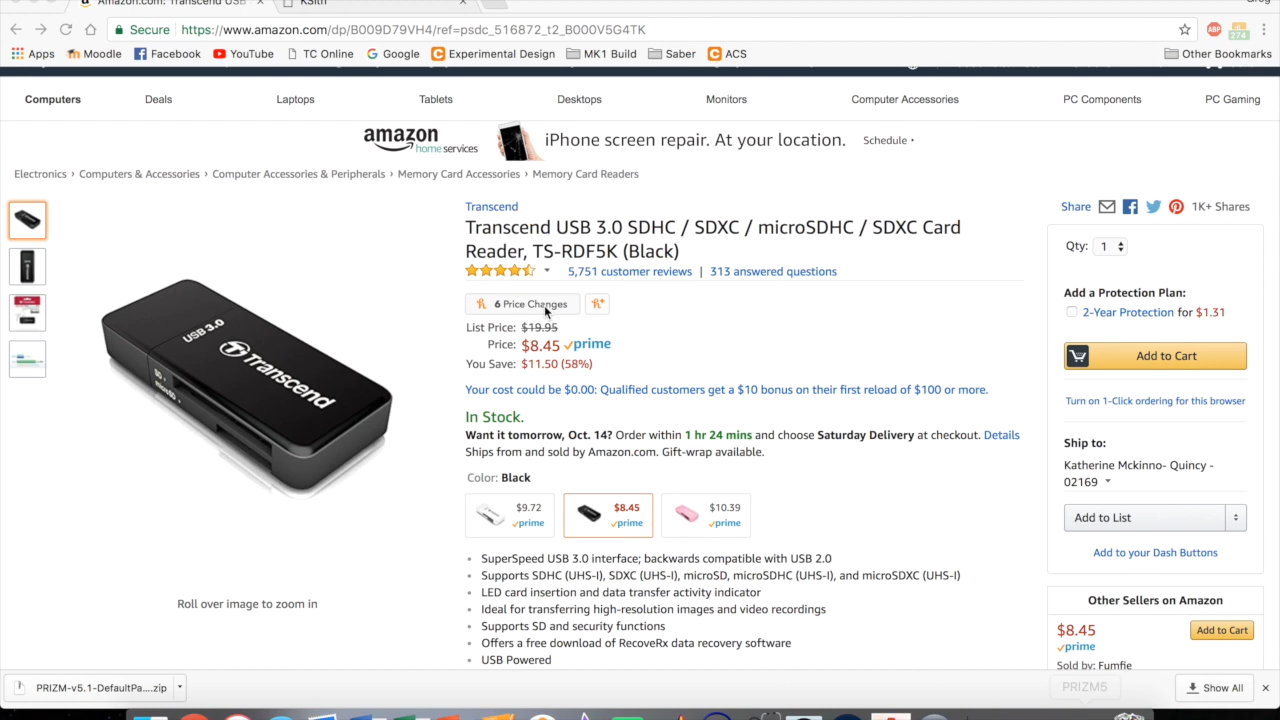 Amazon.com: Transcend USB
KSith
Greg
Secure https://www.amazon.com/dp/B009D79VH4/ref=psdc_516872_t2_B000V5G4TK
ABP
274
Apps Moodle Facebook YouTube TC Online Google Experimental Design MK1 Build Saber ACS Other Bookmarks
Computers Deals Laptops Tablets Desktops Monitors Computer Accessories PC Components PC Gaming
amazon home services iPhone screen repair. At your location. Schedule
Electronics › Computers & Accessories › Computer Accessories & Peripherals › Memory Card Accessories › Memory Card Readers
Transcend
Transcend USB 3.0 SDHC / SDXC / microSDHC / SDXC Card
Reader, TS-RDF5K (Black)
5,751 customer reviews | 313 answered questions
6 Price Changes
List Price: $19.95
Price: $8.45 prime
You Save: $11.50 (58%)
Your cost could be $0.00: Qualified customers get a $10 bonus on their first reload of $100 or more.
In Stock.
Want it tomorrow, Oct. 14? Order within 1 hr 24 mins and choose Saturday Delivery at checkout. Details
Ships from and sold by Amazon.com. Gift-wrap available.
Color: Black
$9.72 prime
$8.45 prime
$10.39 prime
• SuperSpeed USB 3.0 interface; backwards compatible with USB 2.0
• Supports SDHC (UHS-I), SDXC (UHS-I), microSD, microSDHC (UHS-I), and microSDXC (UHS-I)
• LED card insertion and data transfer activity indicator
• Ideal for transferring high-resolution images and video recordings
• Supports SD and security functions
• Offers a free download of RecoveRx data recovery software
• USB Powered
USB 3.0
Transcend
SD
microSD
Roll over image to zoom in
Share 1K+ Shares
Qty: 1
Add a Protection Plan:
2-Year Protection for $1.31
Add to Cart
Turn on 1-Click ordering for this browser
Ship to:
Katherine Mckinno- Quincy -
02169
Add to List
Add to your Dash Buttons
Other Sellers on Amazon
$8.45 Add to Cart
prime
Sold by: Fumfie
PRIZM-v5.1-DefaultPa....zip
PRIZM5
Show All